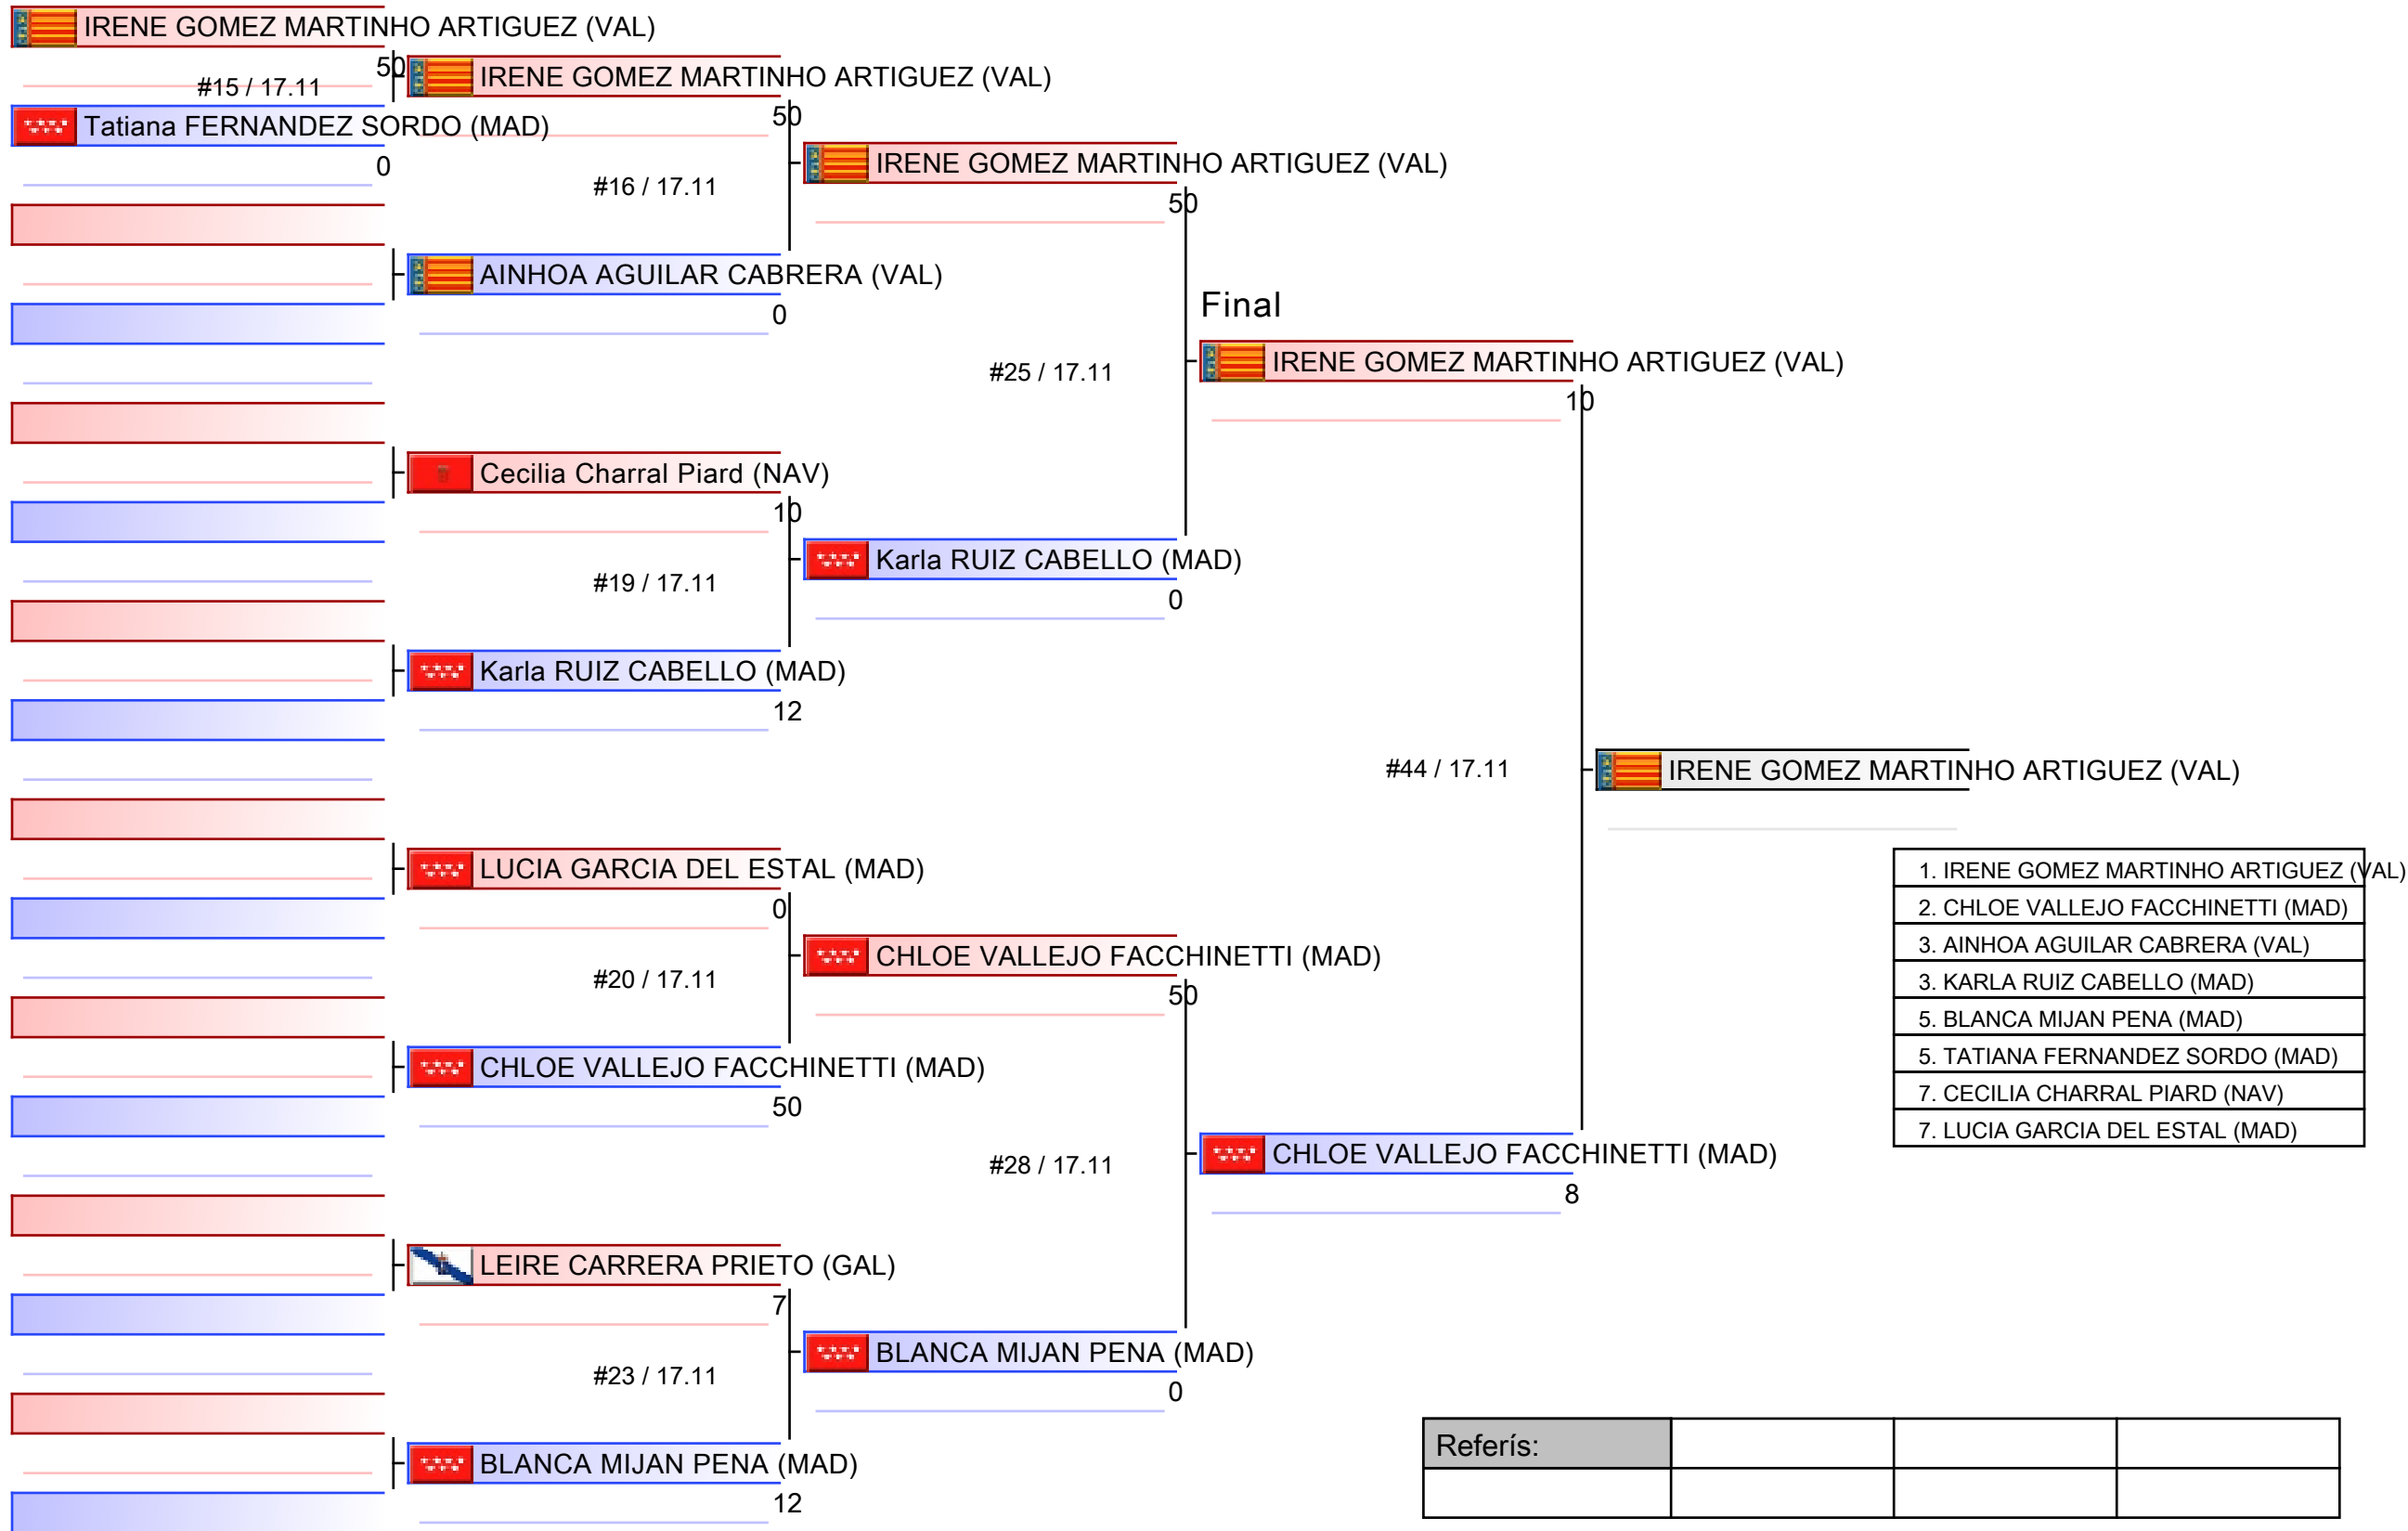 IRENE GOMEZ MARTINHO ARTIGUEZ (VAL)
50
#15 / 17.11
Tatiana FERNANDEZ SORDO (MAD)
0
IRENE GOMEZ MARTINHO ARTIGUEZ (VAL)
50
#16 / 17.11
AINHOA AGUILAR CABRERA (VAL)
0
Cecilia Charral Piard (NAV)
10
#19 / 17.11
Karla RUIZ CABELLO (MAD)
12
LUCIA GARCIA DEL ESTAL (MAD)
0
#20 / 17.11
CHLOE VALLEJO FACCHINETTI (MAD)
50
LEIRE CARRERA PRIETO (GAL)
7
#23 / 17.11
BLANCA MIJAN PENA (MAD)
12
IRENE GOMEZ MARTINHO ARTIGUEZ (VAL)
50
#25 / 17.11
Karla RUIZ CABELLO (MAD)
0
CHLOE VALLEJO FACCHINETTI (MAD)
50
#28 / 17.11
BLANCA MIJAN PENA (MAD)
0
Final
IRENE GOMEZ MARTINHO ARTIGUEZ (VAL)
10
#44 / 17.11
CHLOE VALLEJO FACCHINETTI (MAD)
8
IRENE GOMEZ MARTINHO ARTIGUEZ (VAL)
1. IRENE GOMEZ MARTINHO ARTIGUEZ (VAL)
2. CHLOE VALLEJO FACCHINETTI (MAD)
3. AINHOA AGUILAR CABRERA (VAL)
3. KARLA RUIZ CABELLO (MAD)
5. BLANCA MIJAN PENA (MAD)
5. TATIANA FERNANDEZ SORDO (MAD)
7. CECILIA CHARRAL PIARD (NAV)
7. LUCIA GARCIA DEL ESTAL (MAD)
Referís: